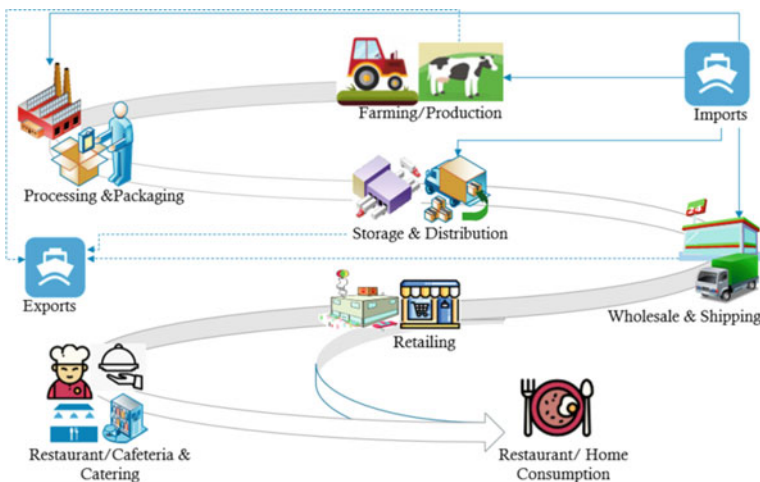 Farming/Production
Imports
Processing &Packaging
Storage & Distribution
Exports
Wholesale & Shipping
Retailing
Restaurant/Cafeteria &
Catering
Restaurant/ Home
Consumption